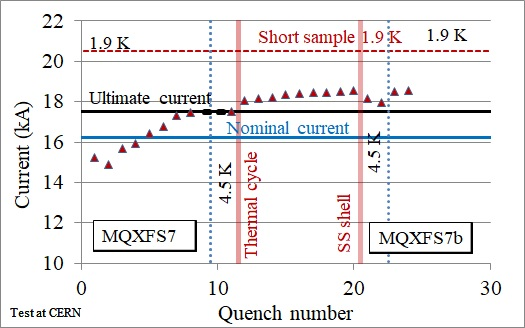 22
20
18
16
14
12
10
Current (kA)
1.9 K
Short sample 1.9 K
1.9 K
Ultimate current
Nominal current
4.5 K
Thermal cycle
SS shell
4.5 K
MQXFS7
MQXFS7b
0
10
20
30
Quench number
Test at CERN